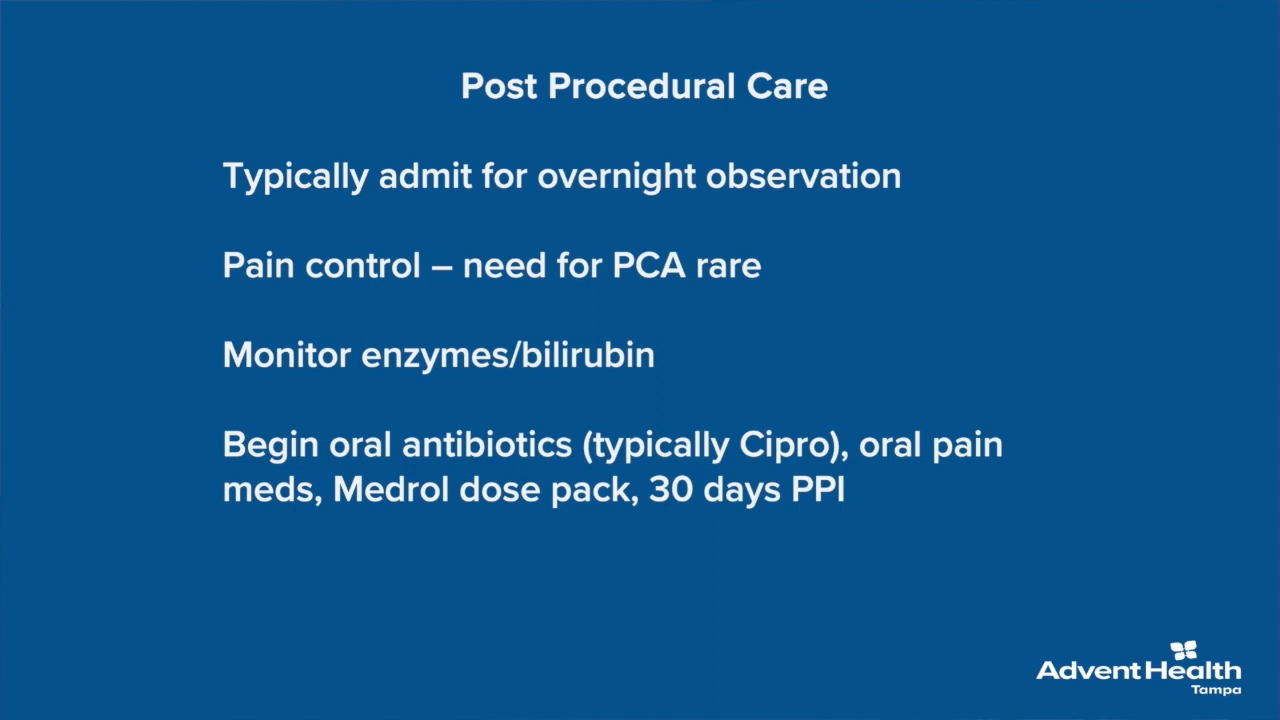 Post Procedural Care
Typically admit for overnight observation
Pain control – need for PCA rare
Monitor enzymes/bilirubin
Begin oral antibiotics (typically Cipro), oral pain
meds, Medrol dose pack, 30 days PPI
AdventHealth
Tampa